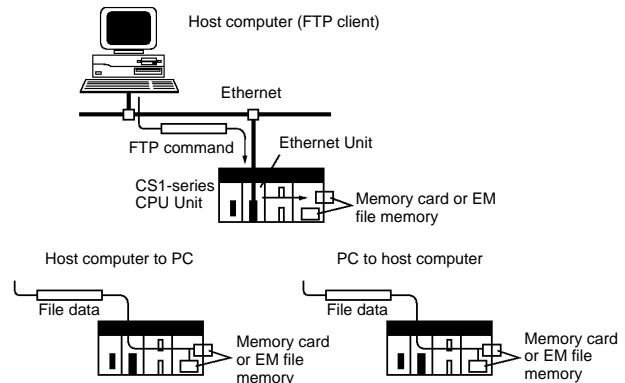 Host computer (FTP client)
Ethernet
FTP command
Ethernet Unit
CS1-series
CPU Unit
Memory card or EM
file memory
Host computer to PC
PC to host computer
File data
File data
Memory card
or EM file
memory
Memory card
or EM file
memory